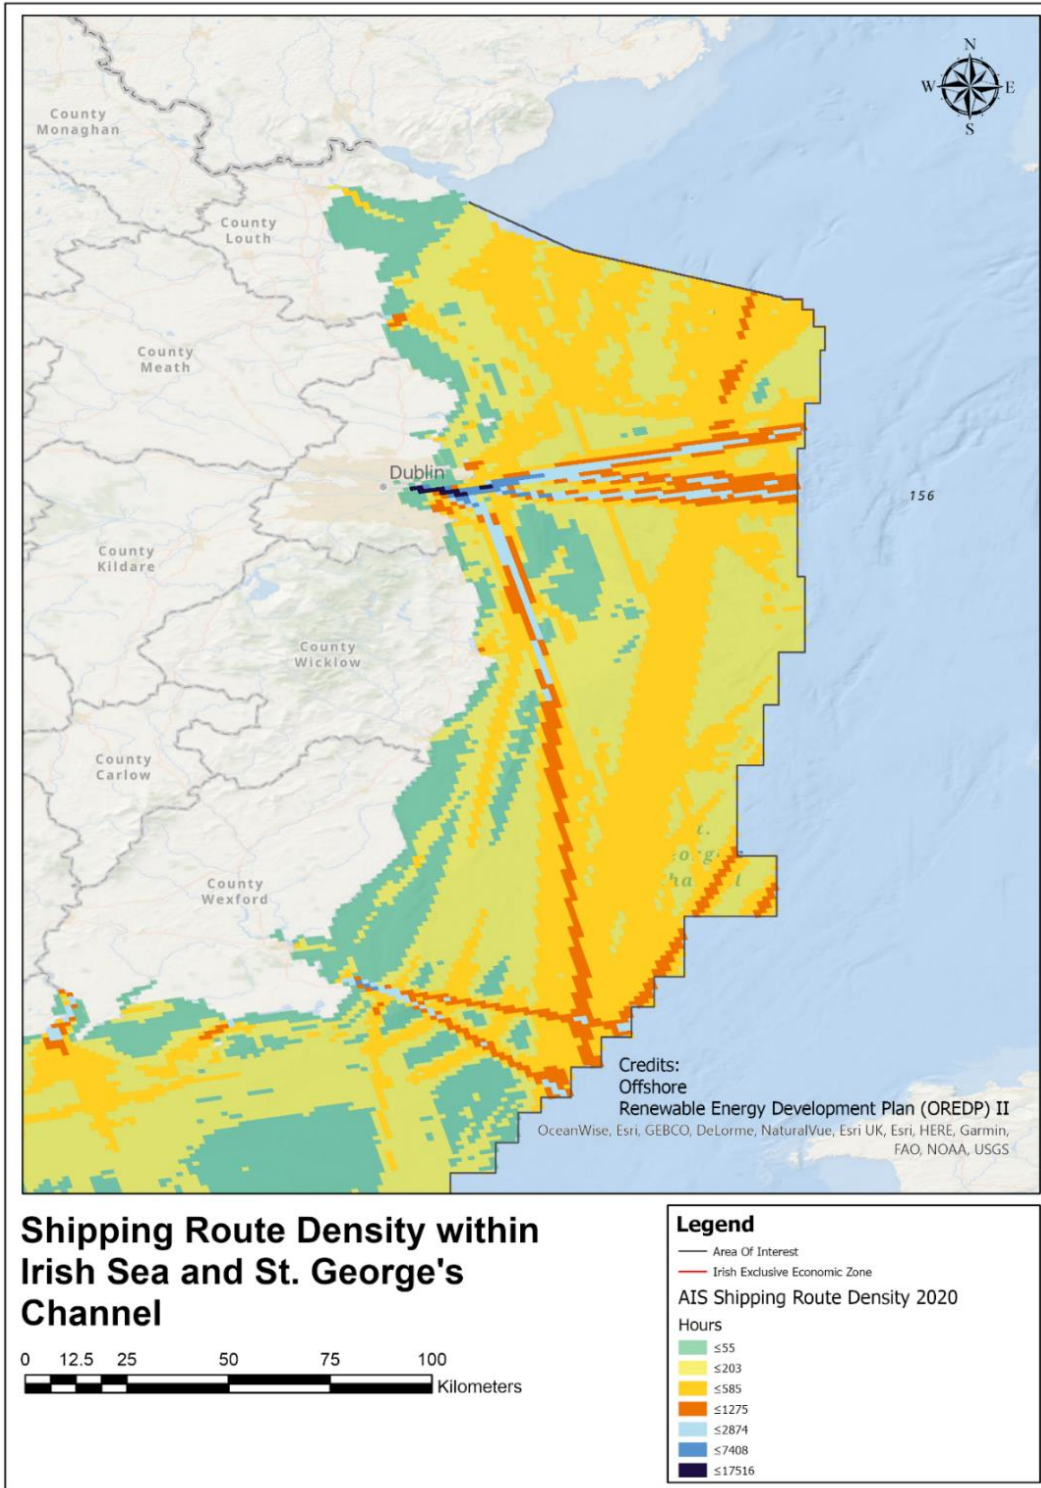 N
W E
S
County
Monaghan
County
Louth
County
Meath
Dublin
156
County
Kildare
County
Wicklow
County
Carlow
County
Wexford
Credits:
Offshore
Renewable Energy Development Plan (OREDP) II
OceanWise, Esri, GEBCO, DeLorme, NaturalVue, Esri UK, Esri, HERE, Garmin,
FAO, NOAA, USGS
Shipping Route Density within
Irish Sea and St. George's
Channel
0 12.5 25 50 75 100
Kilometers
Legend
Area Of Interest
Irish Exclusive Economic Zone
AIS Shipping Route Density 2020
Hours
≤55
≤203
≤585
≤1275
≤2874
≤7408
≤17516